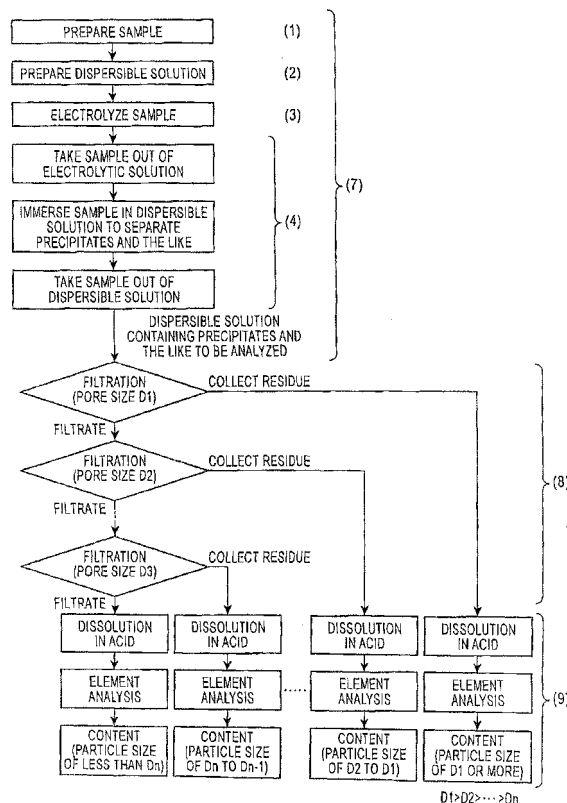 PREPARE SAMPLE (1)
PREPARE DISPERSIBLE SOLUTION (2)
ELECTROLYZE SAMPLE (3)
TAKE SAMPLE OUT OF
ELECTROLYTIC SOLUTION
IMMERSE SAMPLE IN DISPERSIBLE
SOLUTION TO SEPARATE
PRECIPITATES AND THE LIKE
TAKE SAMPLE OUT OF
DISPERSIBLE SOLUTION
(4)
(7)
DISPERSIBLE SOLUTION
CONTAINING PRECIPITATES AND
THE LIKE TO BE ANALYZED
FILTRATION
(PORE SIZE D1)
COLLECT RESIDUE
FILTRATE
FILTRATION
(PORE SIZE D2)
COLLECT RESIDUE
FILTRATE
FILTRATION
(PORE SIZE D3)
COLLECT RESIDUE
FILTRATE
(8)
DISSOLUTION
IN ACID
DISSOLUTION
IN ACID
DISSOLUTION
IN ACID
DISSOLUTION
IN ACID
ELEMENT
ANALYSIS
ELEMENT
ANALYSIS
......
ELEMENT
ANALYSIS
ELEMENT
ANALYSIS
(9)
CONTENT
(PARTICLE SIZE
OF LESS THAN Dn)
CONTENT
(PARTICLE SIZE
OF Dn TO Dn-1)
CONTENT
(PARTICLE SIZE
OF D2 TO D1)
CONTENT
(PARTICLE SIZE
OF D1 OR MORE)
D1>D2>····>Dn